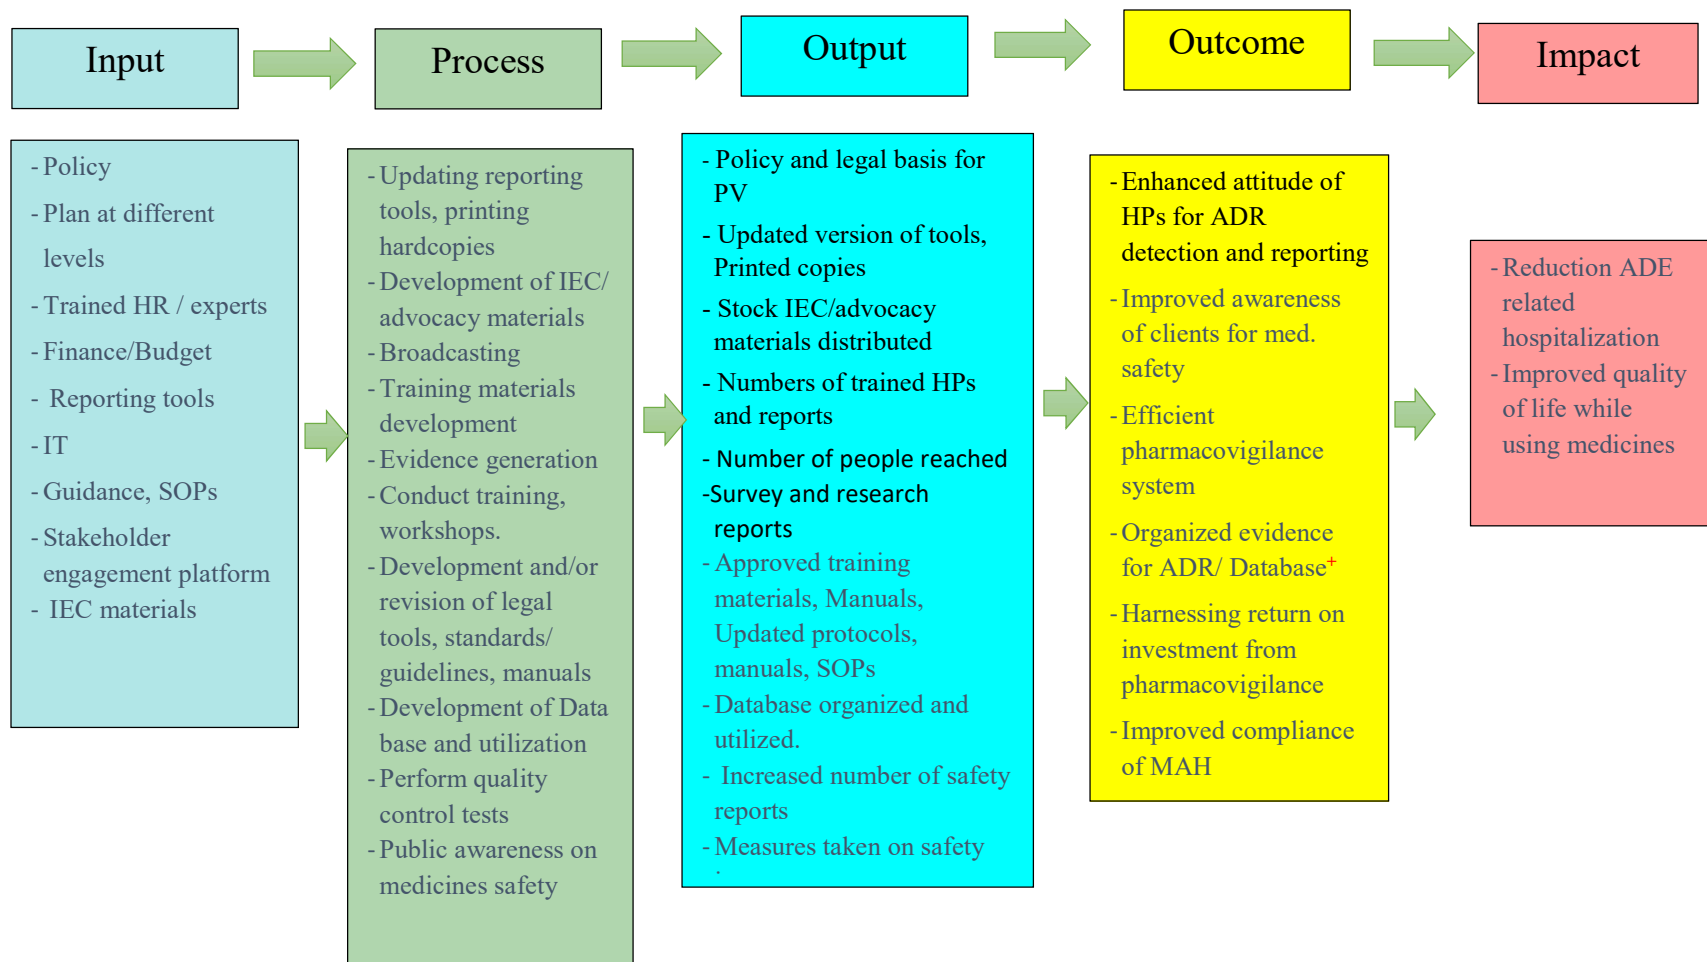 Input
Process
Output
Outcome
Impact
- Policy
- Plan at different
levels
- Trained HR / experts
- Finance/Budget
- Reporting tools
- IT
- Guidance, SOPs
- Stakeholder
engagement platform
- IEC materials
- Updating reporting
tools, printing
hardcopies
- Development of IEC/
advocacy materials
- Broadcasting
- Training materials
development
- Evidence generation
- Conduct training,
workshops.
- Development and/or
revision of legal
tools, standards/
guidelines, manuals
- Development of Data
base and utilization
- Perform quality
control tests
- Public awareness on
medicines safety
- Policy and legal basis for
PV
- Updated version of tools,
Printed copies
- Stock IEC/advocacy
materials distributed
- Numbers of trained HPs
and reports
- Number of people reached
-Survey and research
reports
- Approved training
materials, Manuals,
Updated protocols,
manuals, SOPs
- Database organized and
utilized.
- Increased number of safety
reports
- Measures taken on safety
- Enhanced attitude of
HPs for ADR
detection and reporting
- Improved awareness
of clients for med.
safety
- Efficient
pharmacovigilance
system
- Organized evidence
for ADR/ Database+
- Harnessing return on
investment from
pharmacovigilance
- Improved compliance
of MAH
- Reduction ADE
related
hospitalization
- Improved quality
of life while
using medicines